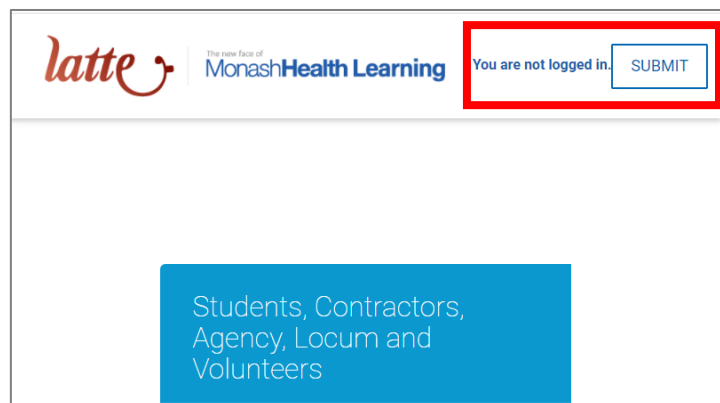 latte
The new face of
MonashHealth Learning
You are not logged in. SUBMIT
Students, Contractors,
Agency, Locum and
Volunteers